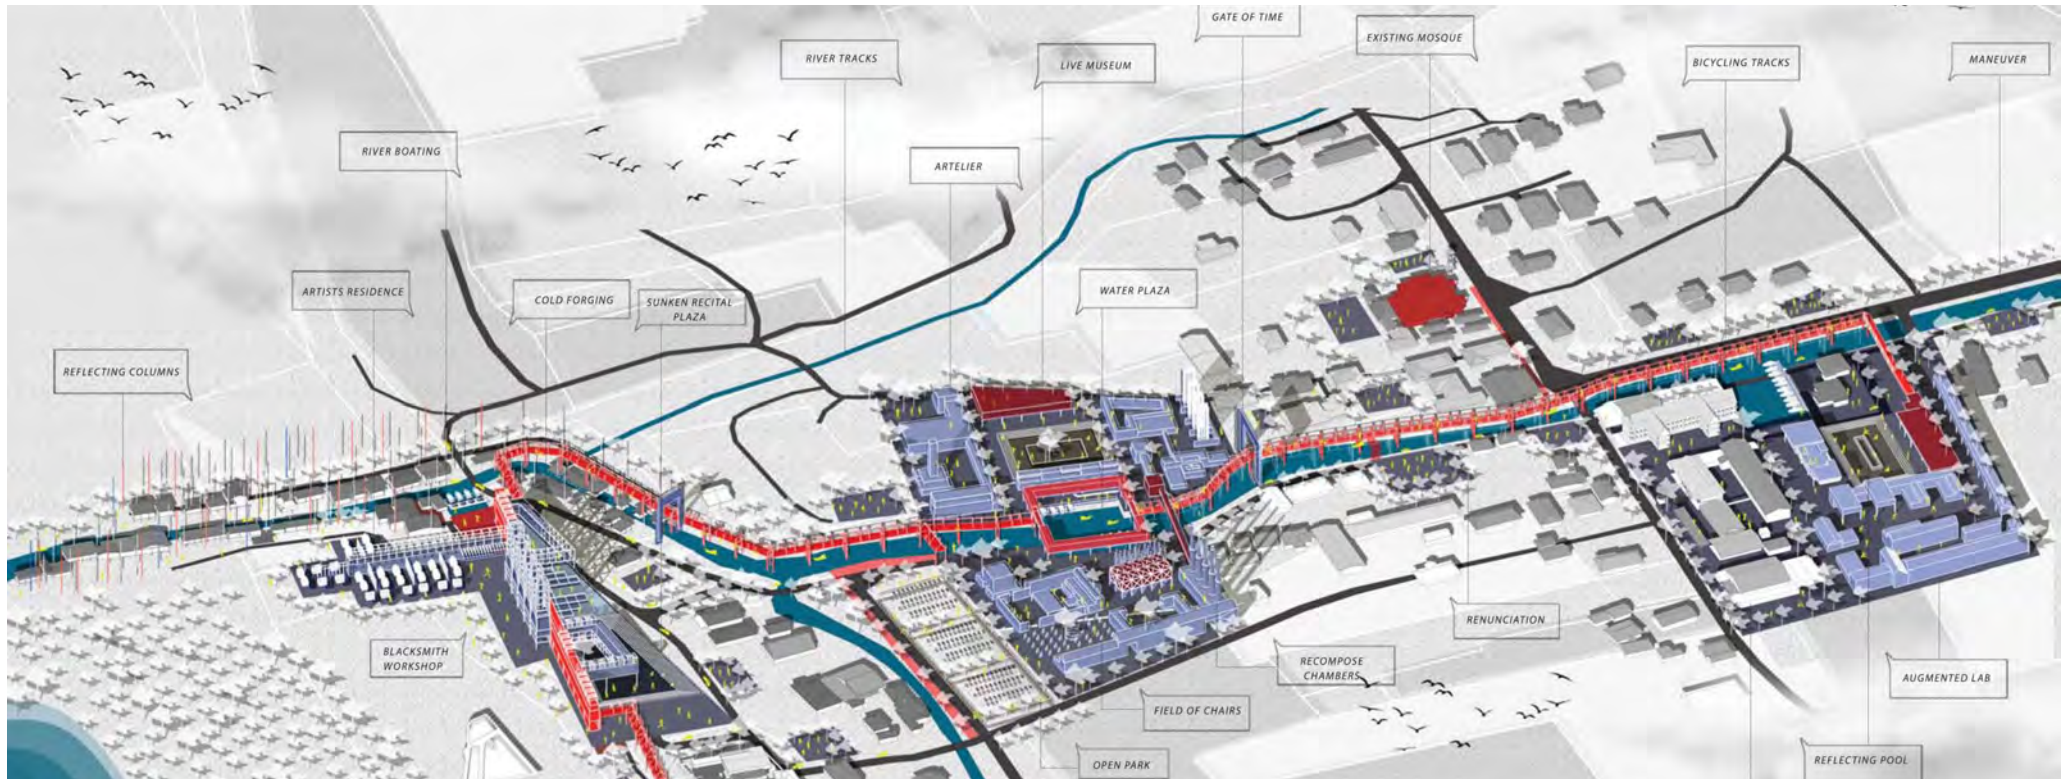 GATE OF TIME
EXISTING MOSQUE
RIVER TRACKS
LIVE MUSEUM
BICYCLING TRACKS
MANEUVER
RIVER BOATING
ARTELIER
ARTISTS RESIDENCE
COLD FORGING
SUNKEN RECITAL
PLAZA
WATER PLAZA
REFLECTING COLUMNS
BLACKSMITH
WORKSHOP
RENUNCIATION
RECOMPOSE
CHAMBERS
AUGMENTED LAB
FIELD OF CHAIRS
OPEN PARK
REFLECTING POOL